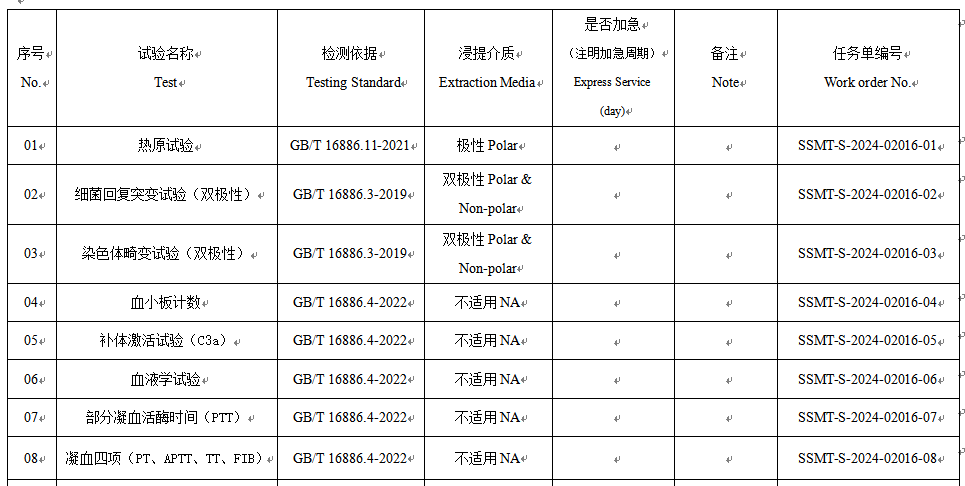 序号 试验名称 检测依据 浸提介质 是否加急 (注明加急周期) 备注 任务单编号
No. Test Testing Standard Extraction Media Express Service (day) Note Work order No.
01 热原试验 GB/T 16886.11-2021 极性 Polar SSMT-S-2024-02016-01
02 细菌回复突变试验（双极性） GB/T 16886.3-2019 双极性 Polar & Non-polar SSMT-S-2024-02016-02
03 染色体畸变试验（双极性） GB/T 16886.3-2019 双极性 Polar & Non-polar SSMT-S-2024-02016-03
04 血小板计数 GB/T 16886.4-2022 不适用 NA SSMT-S-2024-02016-04
05 补体激活试验（C3a） GB/T 16886.4-2022 不适用 NA SSMT-S-2024-02016-05
06 血液学试验 GB/T 16886.4-2022 不适用 NA SSMT-S-2024-02016-06
07 部分凝血活酶时间（PTT） GB/T 16886.4-2022 不适用 NA SSMT-S-2024-02016-07
08 凝血四项（PT、APTT、TT、FIB） GB/T 16886.4-2022 不适用 NA SSMT-S-2024-02016-08